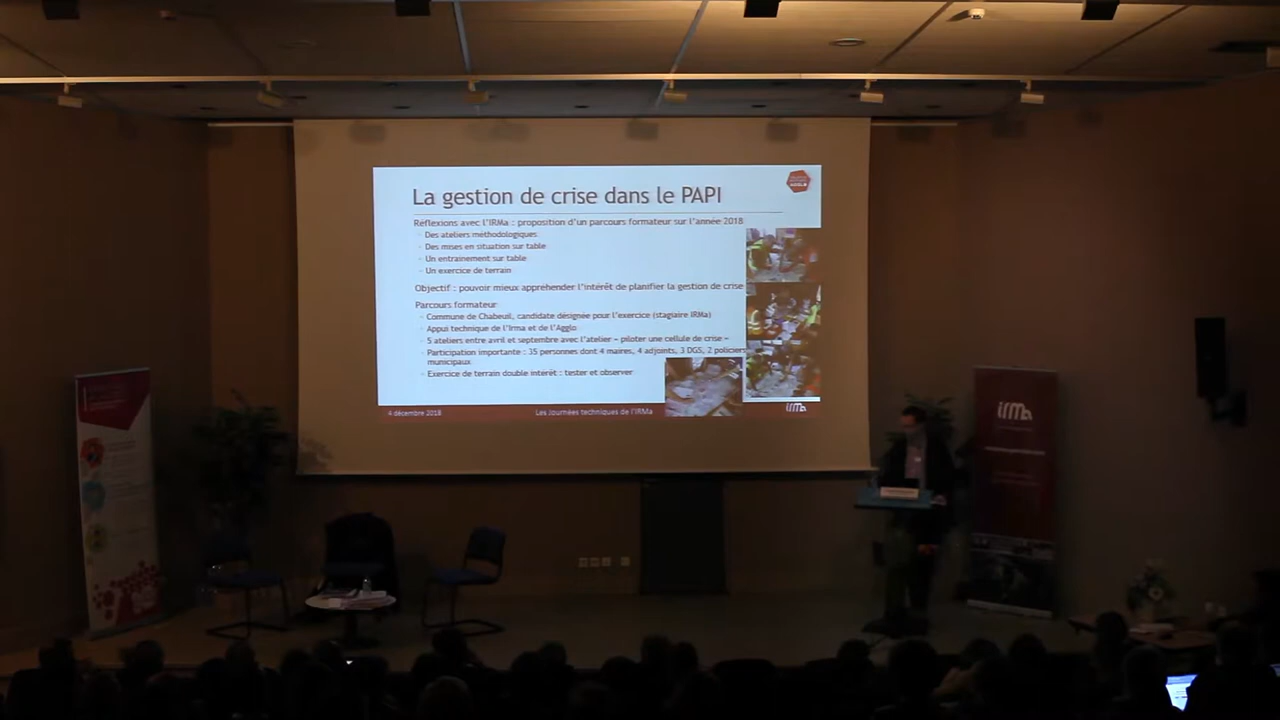 La gestion de crise dans le PAPI
Réflexions avec l'IRMa : proposition d'un parcours formateur sur l'année 2018
Des ateliers méthodologiques
Des mises en situation sur table
Un entrainement sur table
Un exercice de terrain
Objectif : pouvoir mieux appréhender l'intérêt de planifier la gestion de crise
Parcours formateur
Commune de Chabeuil, candidate désignée pour l'exercice (stagiaire IRMa)
Appui technique de l'Irma et de l'Agglo
5 ateliers entre avril et septembre avec l'atelier « piloter une cellule de crise »
Participation importante : 35 personnes dont 4 maires, 4 adjoints, 3 DGS, 2 policiers
municipaux
Exercice de terrain double intérêt : tester et observer
4 décembre 2018
Les Journées techniques de l'IRMa
irma
irma